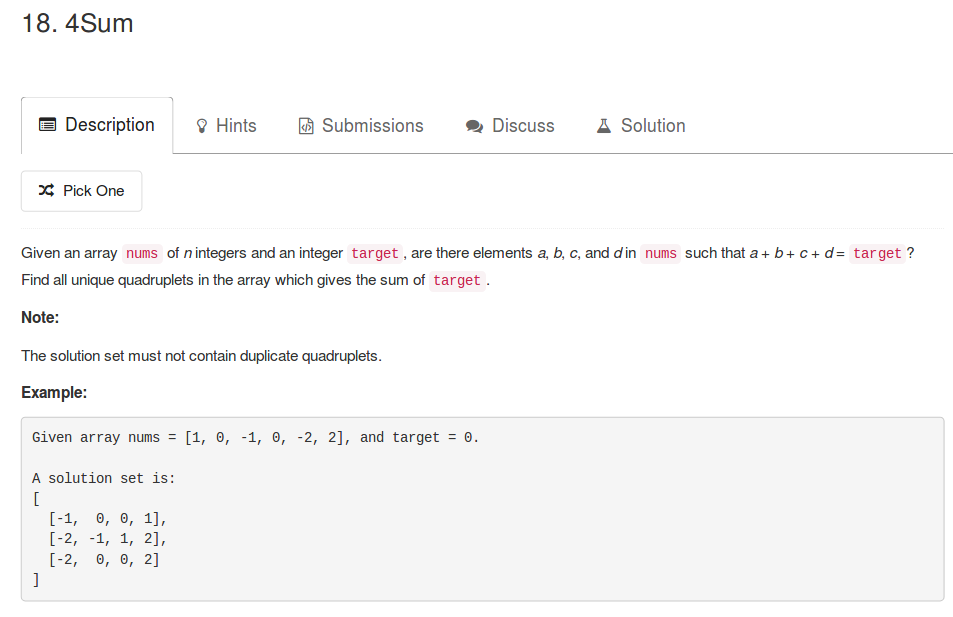 18. 4Sum
Description Hints Submissions Discuss Solution
Pick One
Given an array nums of n integers and an integer target , are there elements a, b, c, and d in nums such that a + b + c + d = target ?
Find all unique quadruplets in the array which gives the sum of target .
Note:
The solution set must not contain duplicate quadruplets.
Example:
Given array nums = [1, 0, -1, 0, -2, 2], and target = 0.
A solution set is:
[
  [-1,  0, 0, 1],
  [-2, -1, 1, 2],
  [-2,  0, 0, 2]
]